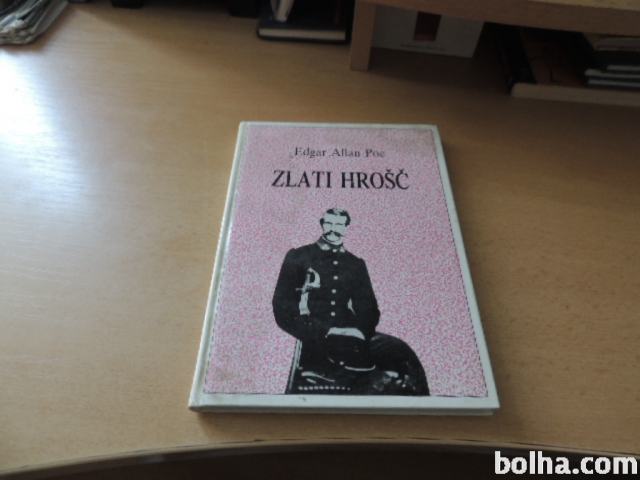 Edgar Allan Poe
ZLATI HROŠČ
bolha.com